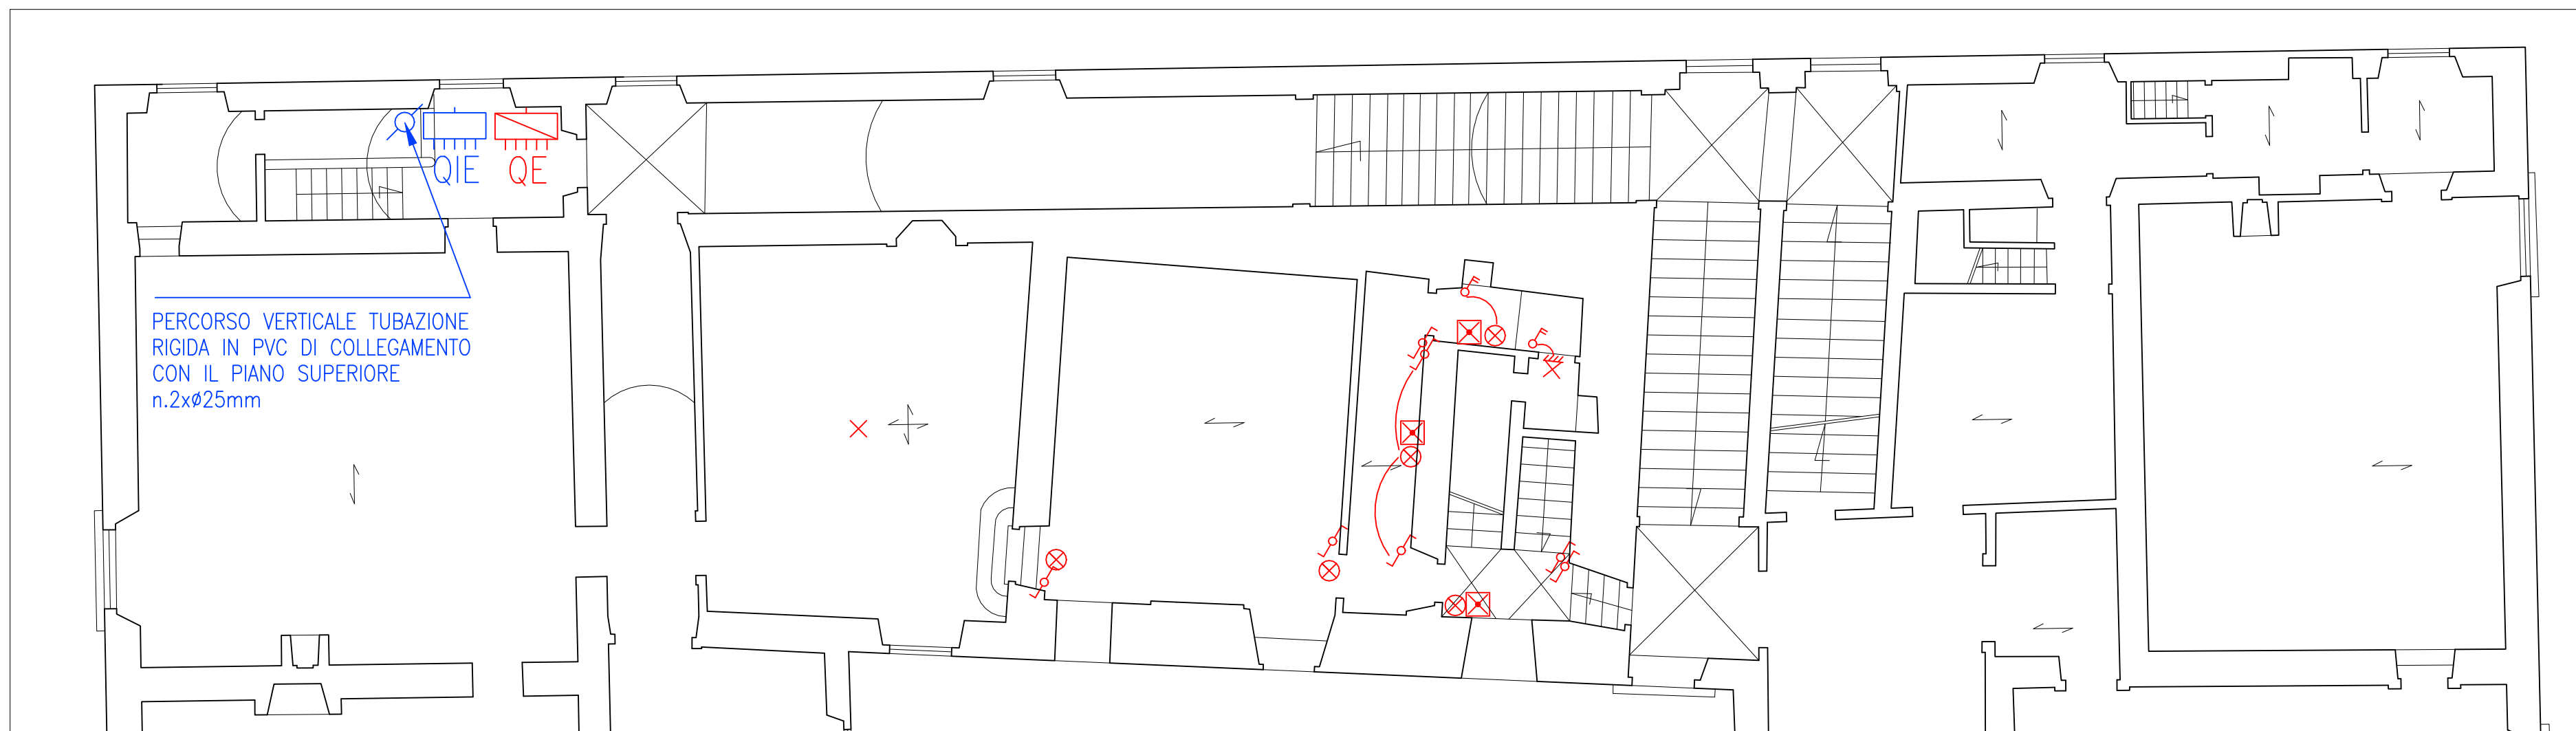 QIE QE
PERCORSO VERTICALE TUBAZIONE
RIGIDA IN PVC DI COLLEGAMENTO
CON IL PIANO SUPERIORE
n.2xø25mm